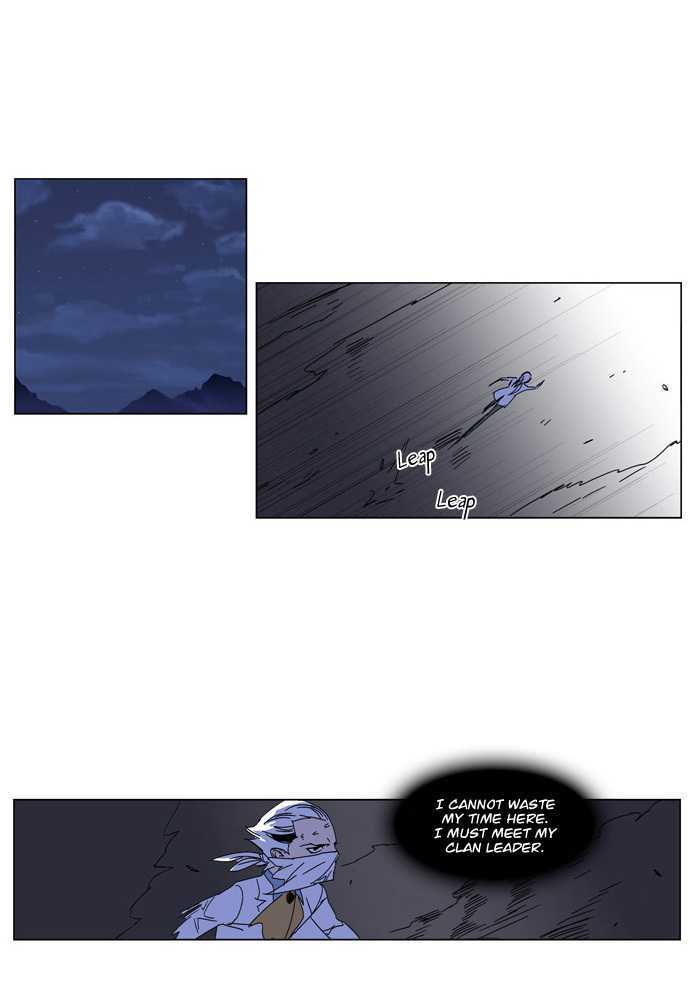 Leap
Leap
I CANNOT WASTE
MY TIME HERE.
I MUST MEET MY
CLAN LEADER.